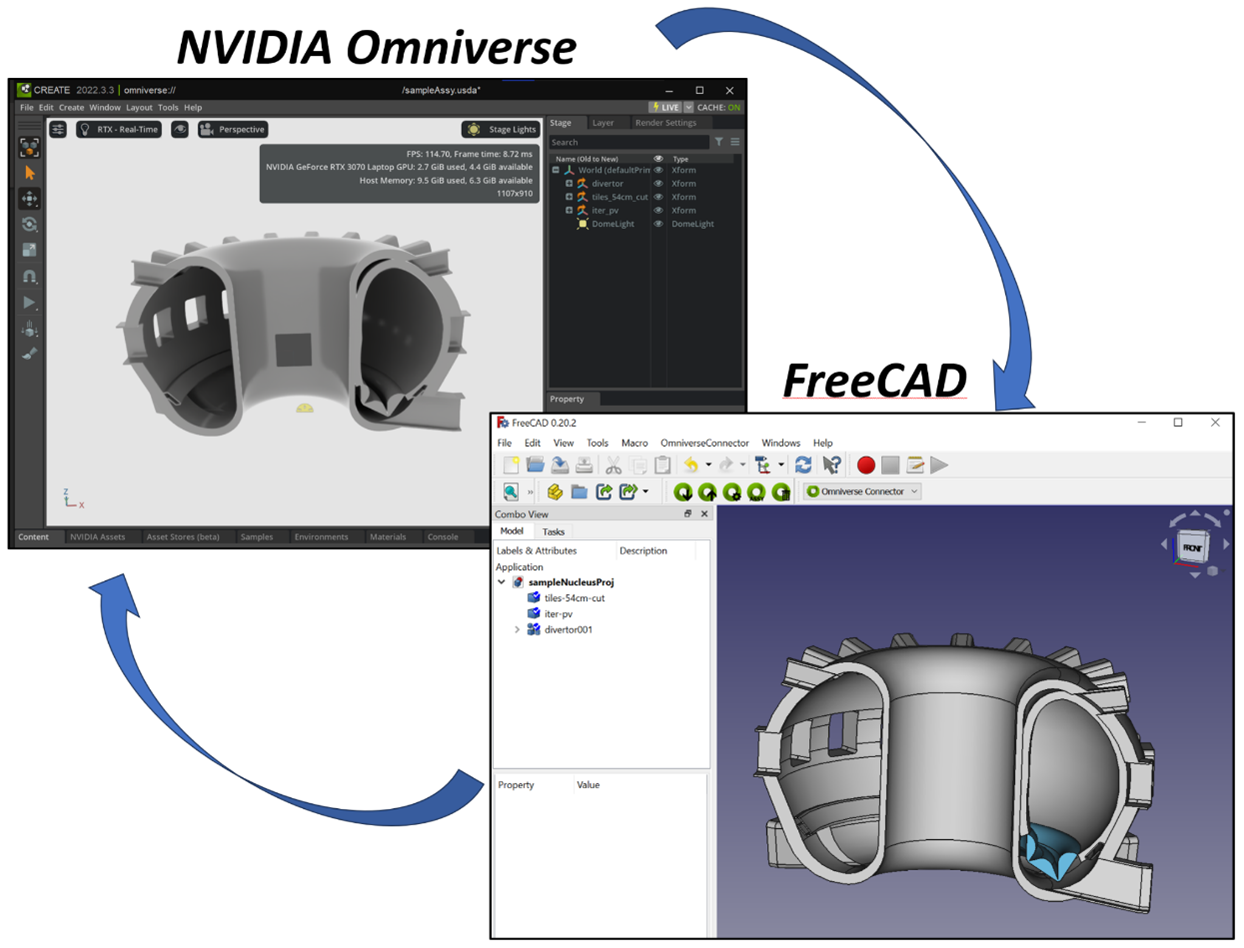 NVIDIA Omniverse
CREATE 2022.3.3 | omniverse:// /sampleAssy.usda*
File Edit Create Window Layout Tools Help LIVE CACHE: ON
RTX - Real-Time Perspective Stage Lights
FPS: 114.70, Frame time: 8.72 ms
NVIDIA GeForce RTX 3070 Laptop GPU: 2.7 GiB used, 4.4 GiB available
Host Memory: 9.5 GiB used, 6.3 GiB available
1107x910
Z
X
Stage Layer Render Settings
Search
Name (Old to New) Type
World (defaultPrim Xform
divertor Xform
tiles_54cm_cut Xform
iter_pv Xform
DomeLight DomeLight
Property
Content NVIDIA Assets Asset Stores (beta) Samples Environments Materials Console
FreeCAD
FreeCAD 0.20.2
File Edit View Tools Macro OmniverseConnector Windows Help
Omniverse Connector
Combo View
Model Tasks
Labels & Attributes Description
Application
sampleNucleusProj
tiles-54cm-cut
iter-pv
divertor001
Property Value
FRONT